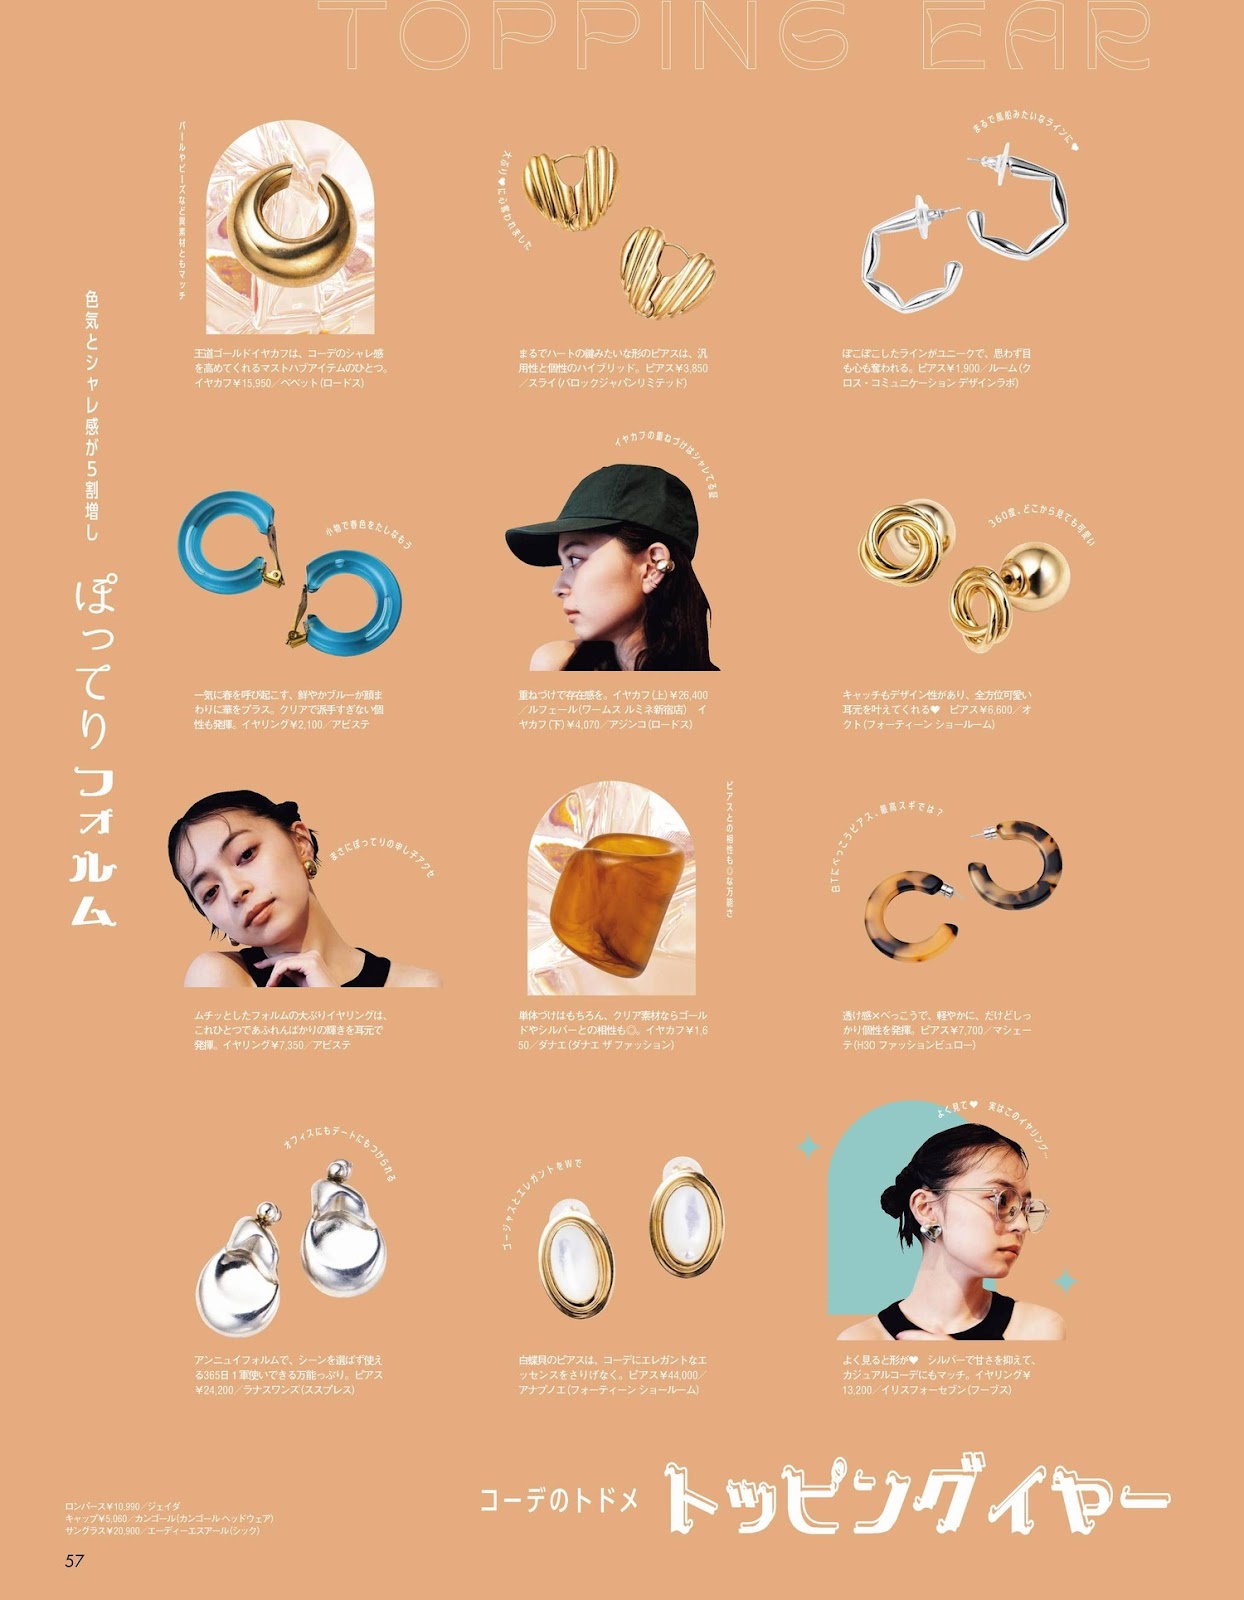 TOPPING EAR
色気とシャレ感が5割増し
ぽってりフォルム
パールやビーズなど異素材ともマッチ
王道ゴールドイヤカフは、コーデのシャレ感
を高めてくれるマストハブアイテムのひとつ。
イヤカフ¥15,950／ベベット(ロードス)
大ぶり♥に心奪われました
まるでハートの鍵みたいな形のピアスは、汎
用性と個性のハイブリッド。ピアス¥3,850
／スライ(バロックジャパンリミテッド)
まるで風船みたいなラインに♥
ぽこぽこしたラインがユニークで、思わず目
も心も奪われる。ピアス¥1,900／ルーム(ク
ロス・コミュニケーション デザインラボ)
小物で春色をたしなもう
一気に春を呼び起こす、鮮やかブルーが顔ま
わりに華をプラス。クリアで派手すぎない個
性も発揮。イヤリング¥2,100／アビステ
イヤカフの重ねづけはシャレてる証
重ねづけで存在感を。イヤカフ(上)¥26,400
／ルフェール(ワームス ルミネ新宿店)　イ
ヤカフ(下)¥4,070／アジンコ(ロードス)
360度、どこから見ても可愛い
キャッチもデザイン性があり、全方位可愛い
耳元を叶えてくれる♥　ピアス¥6,600／オ
クト(フォーティーン ショールーム)
まさにぽってりの申し子アクセ
ムチッとしたフォルムの大ぶりイヤリングは、
これひとつであふれんばかりの輝きを耳元で
発揮。イヤリング¥7,350／アビステ
ピアスとの相性も◎な万能さ
単体づけはもちろん、クリア素材ならゴール
ドやシルバーとの相性も◎。イヤカフ¥1,6
50／ダナエ(ダナエ ザ ファッション)
白Tにべっこうピアス、最高スギでは？
透け感×べっこうで、軽やかに、だけどしっ
かり個性を発揮。ピアス¥7,700／マシェー
テ(H3O ファッションビュロー)
オフィスにもデートにもつけられる
アンニュイフォルムで、シーンを選ばず使え
る365日1軍使いできる万能っぷり。ピアス
¥24,200／ラナスワンズ(ススプレス)
ゴージャスとエレガントをWで
白蝶貝のピアスは、コーデにエレガントなエ
ッセンスをさりげなく。ピアス¥44,000／
アナプノエ(フォーティーン ショールーム)
よく見て♥　実はこのイヤリング…
よく見ると形が♥　シルバーで甘さを抑えて、
カジュアルコーデにもマッチ。イヤリング¥
13,200／イリスフォーセブン(フーブス)
コーデのトドメ トッピングイヤー
ロンパース¥10,990／ジェイダ
キャップ¥5,060／カンゴール(カンゴール ヘッドウェア)
サングラス¥20,900／エーディーエスアール(シック)
57